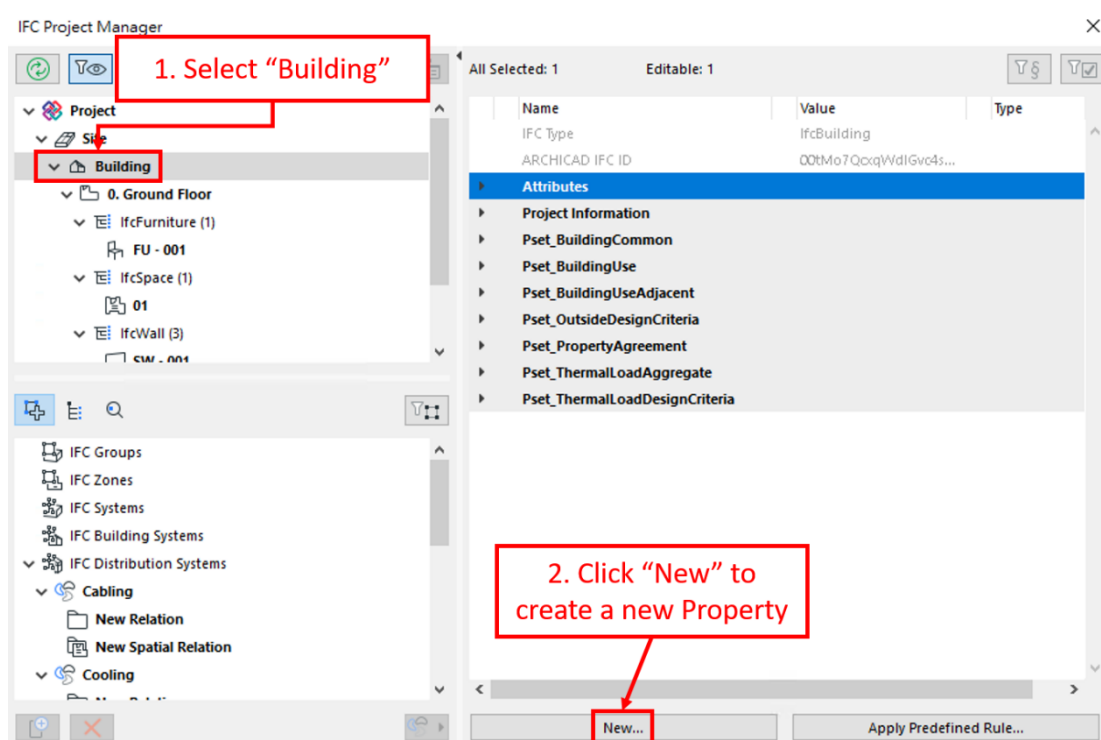 IFC Project Manager
1. Select “Building”
All Selected: 1 Editable: 1
Project
Site
Building
0. Ground Floor
IfcFurniture (1)
FU - 001
IfcSpace (1)
01
IfcWall (3)
SW - 001
Name Value Type
IFC Type IfcBuilding
ARCHICAD IFC ID
Attributes
Project Information
Pset_BuildingCommon
Pset_BuildingUse
Pset_BuildingUseAdjacent
Pset_OutsideDesignCriteria
Pset_PropertyAgreement
Pset_ThermalLoadAggregate
Pset_ThermalLoadDesignCriteria
IFC Groups
IFC Zones
IFC Systems
IFC Building Systems
IFC Distribution Systems
Cabling
New Relation
New Spatial Relation
Cooling
2. Click “New” to
create a new Property
New...
Apply Predefined Rule...